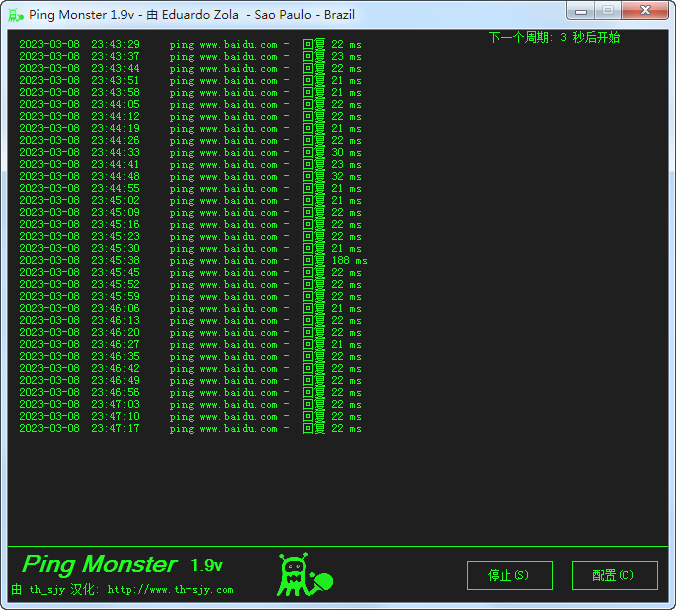 Ping Monster 1.9v - 由 Eduardo Zola - Sao Paulo - Brazil
下一个周期: 3 秒后开始
2023-03-08 23:43:29 ping www.baidu.com - 回复 22 ms
2023-03-08 23:43:37 ping www.baidu.com - 回复 23 ms
2023-03-08 23:43:44 ping www.baidu.com - 回复 22 ms
2023-03-08 23:43:51 ping www.baidu.com - 回复 21 ms
2023-03-08 23:43:58 ping www.baidu.com - 回复 21 ms
2023-03-08 23:44:05 ping www.baidu.com - 回复 22 ms
2023-03-08 23:44:12 ping www.baidu.com - 回复 22 ms
2023-03-08 23:44:19 ping www.baidu.com - 回复 21 ms
2023-03-08 23:44:26 ping www.baidu.com - 回复 22 ms
2023-03-08 23:44:33 ping www.baidu.com - 回复 30 ms
2023-03-08 23:44:41 ping www.baidu.com - 回复 23 ms
2023-03-08 23:44:48 ping www.baidu.com - 回复 32 ms
2023-03-08 23:44:55 ping www.baidu.com - 回复 21 ms
2023-03-08 23:45:02 ping www.baidu.com - 回复 21 ms
2023-03-08 23:45:09 ping www.baidu.com - 回复 22 ms
2023-03-08 23:45:16 ping www.baidu.com - 回复 22 ms
2023-03-08 23:45:23 ping www.baidu.com - 回复 22 ms
2023-03-08 23:45:30 ping www.baidu.com - 回复 21 ms
2023-03-08 23:45:38 ping www.baidu.com - 回复 188 ms
2023-03-08 23:45:45 ping www.baidu.com - 回复 22 ms
2023-03-08 23:45:52 ping www.baidu.com - 回复 22 ms
2023-03-08 23:45:59 ping www.baidu.com - 回复 22 ms
2023-03-08 23:46:06 ping www.baidu.com - 回复 21 ms
2023-03-08 23:46:13 ping www.baidu.com - 回复 22 ms
2023-03-08 23:46:20 ping www.baidu.com - 回复 22 ms
2023-03-08 23:46:27 ping www.baidu.com - 回复 21 ms
2023-03-08 23:46:35 ping www.baidu.com - 回复 22 ms
2023-03-08 23:46:42 ping www.baidu.com - 回复 22 ms
2023-03-08 23:46:49 ping www.baidu.com - 回复 22 ms
2023-03-08 23:46:56 ping www.baidu.com - 回复 22 ms
2023-03-08 23:47:03 ping www.baidu.com - 回复 22 ms
2023-03-08 23:47:10 ping www.baidu.com - 回复 22 ms
2023-03-08 23:47:17 ping www.baidu.com - 回复 22 ms
Ping Monster 1.9v
由 th_sjy 汉化: http://www.th-sjy.com
停止(S)
配置(C)